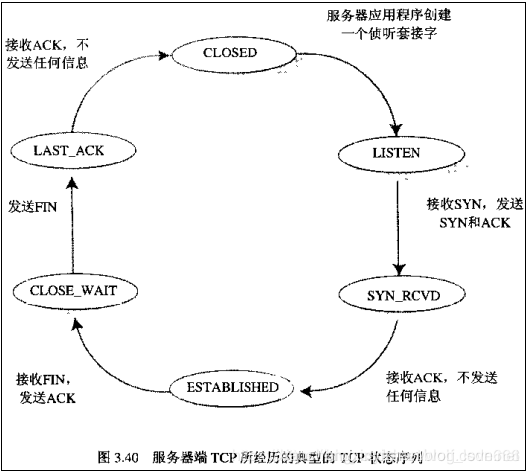 服务器应用程序创建
一个侦听套接字
接收ACK，不
发送任何信息
CLOSED
LAST_ACK
LISTEN
发送FIN
接收SYN，发送
SYN和ACK
CLOSE_WAIT
SYN_RCVD
接收FIN，
发送ACK
ESTABLISHED
接收ACK，不发送
任何信息
图 3.40 服务器端 TCP 所经历的典型的 TCP 状态序列